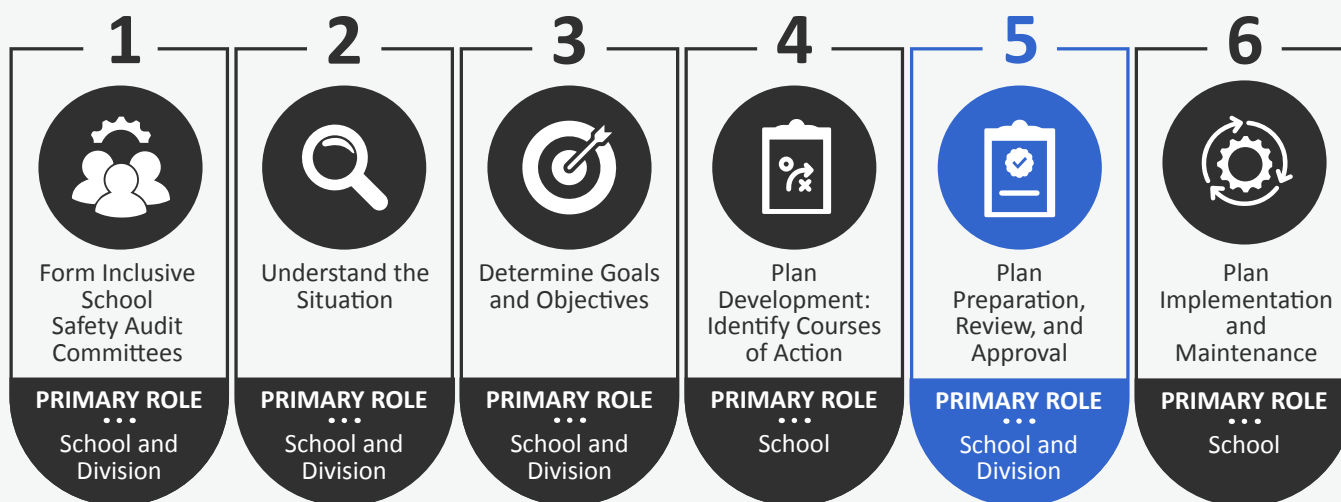 1
Form Inclusive
School
Safety Audit
Committees
PRIMARY ROLE
...
School and
Division
2
Understand the
Situation
PRIMARY ROLE
...
School and
Division
3
Determine Goals
and Objectives
PRIMARY ROLE
...
School and
Division
4
Plan
Development:
Identify Courses
of Action
PRIMARY ROLE
...
School
5
Plan
Preparation,
Review, and
Approval
PRIMARY ROLE
...
School and
Division
6
Plan
Implementation
and
Maintenance
PRIMARY ROLE
...
School